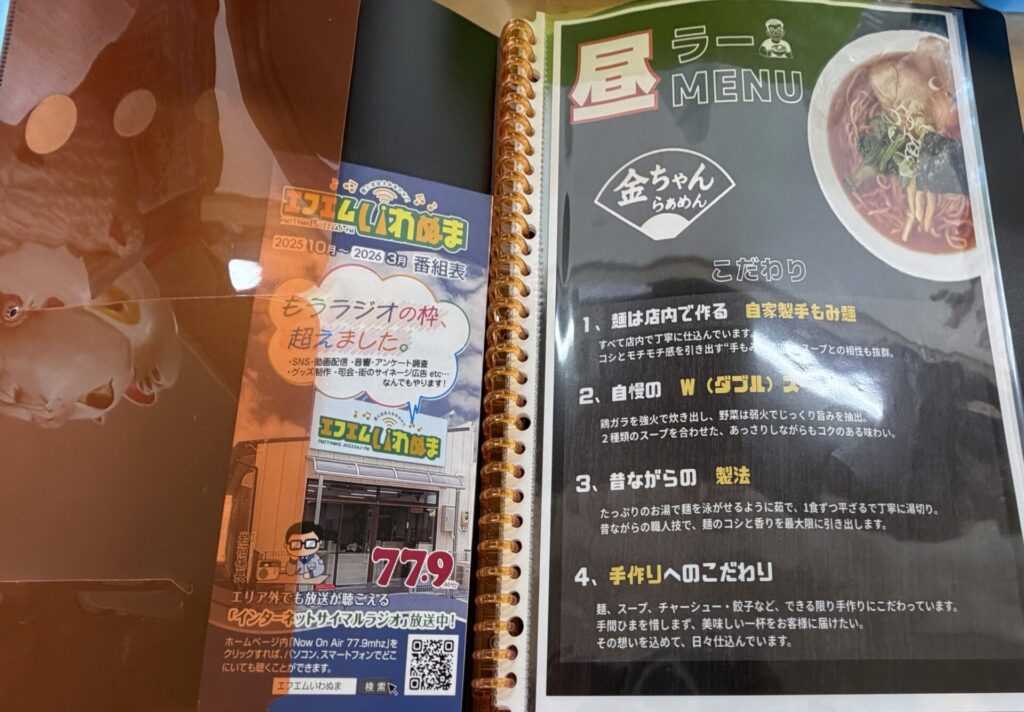 エフエムいわぬま
2025 10月〜2026 3月 番組表
もうラジオの枠、
超えました。
・SNS・動画配信・音響・アンケート調査
・グッズ制作・司会・街のサイネージ広告 etc…
なんでもやります！
エフエムいわぬま
77.9
エリア外でも放送が聴こえる
「インターネットサイマルラジオ」放送中！
ホームページ内「Now On Air 77.9mhz」を
クリックすれば、パソコン、スマートフォンでどこ
にいても聴くことができます。
エフエムいわぬま 検索
昼 ラー
MENU
金ちゃん
らぁめん
こだわり
1、麺は店内で作る 自家製手もみ麺
すべて店内で丁寧に仕込んでいます。
コシとモチモチ感を引き出す“手もみ スープとの相性も抜群。
2、自慢の W（ダブル）ス
鶏ガラを強火で炊き出し、野菜は弱火でじっくり旨みを抽出。
2種類のスープを合わせた、あっさりしながらもコクのある味わい。
3、昔ながらの 製法
たっぷりのお湯で麺を泳がせるように茹で、1食ずつ平ざるで丁寧に湯切り。
昔ながらの職人技で、麺のコシと香りを最大限に引き出します。
4、手作りへのこだわり
麺、スープ、チャーシュー・餃子など、できる限り手作りにこだわっています。
手間ひまを惜しまず、美味しい一杯をお客様に届けたい。
その想いを込めて、日々仕込んでいます。